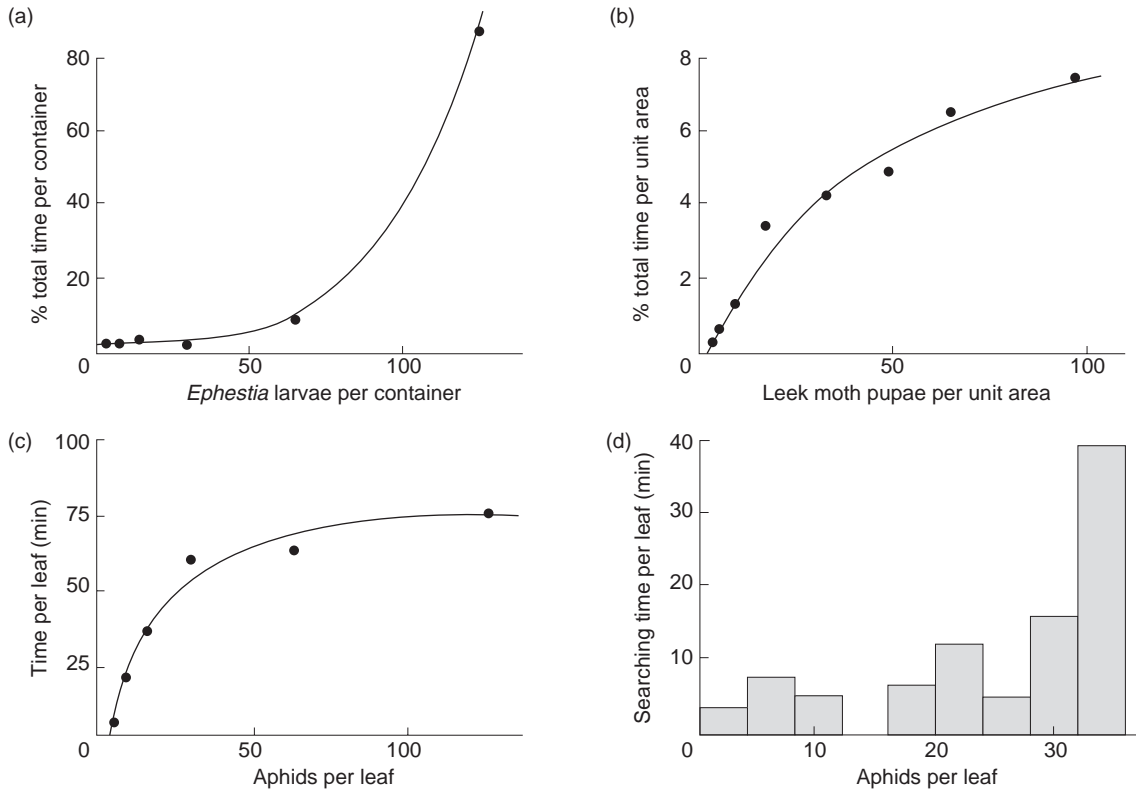 (a)
80
60
40
20
0
50
100
% total time per container
Ephestia larvae per container
(b)
8
6
4
2
0
50
100
% total time per unit area
Leek moth pupae per unit area
(c)
100
75
50
25
0
50
100
Time per leaf (min)
Aphids per leaf
(d)
40
30
20
10
0
10
20
30
Searching time per leaf (min)
Aphids per leaf